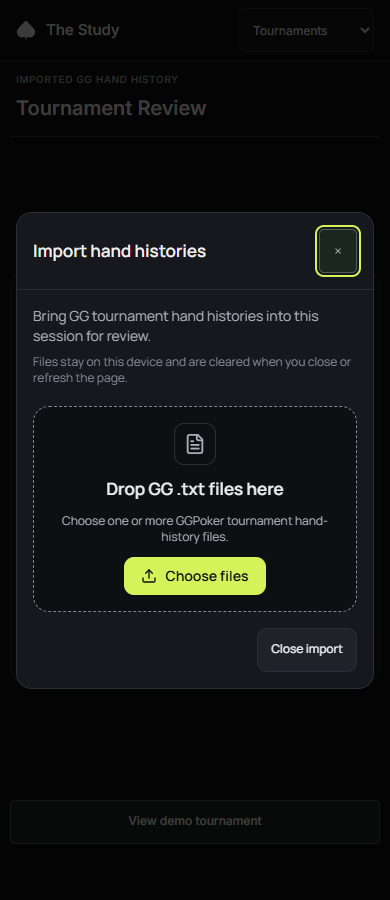 The Study
Tournaments
IMPORTED GG HAND HISTORY
Tournament Review
Import hand histories
×
Bring GG tournament hand histories into this
session for review.
Files stay on this device and are cleared when you close or
refresh the page.
Drop GG .txt files here
Choose one or more GGPoker tournament hand-
history files.
Choose files
Close import
View demo tournament